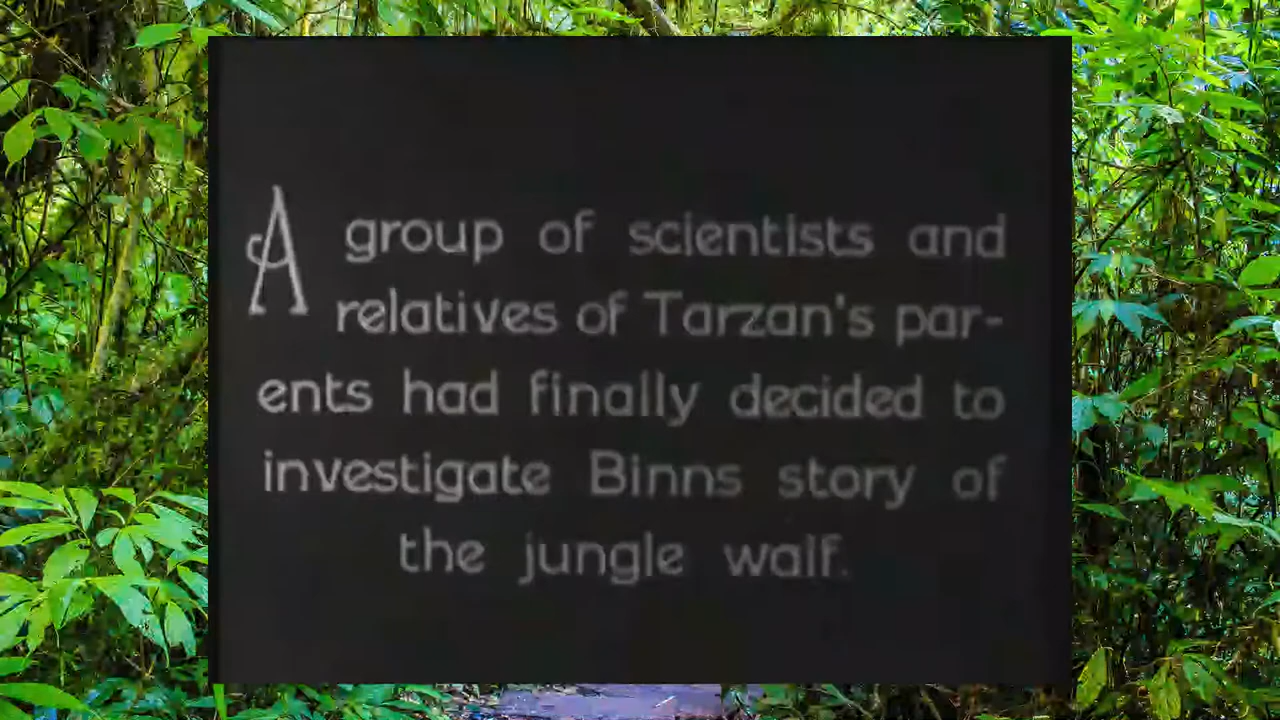 A group of scientists and
relatives of Tarzan's par-
ents had finally decided to
investigate Binns story of
the jungle waif.